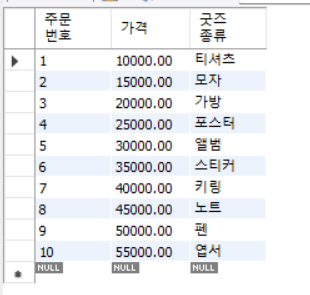 주문 번호 가격 굿즈 종류
1 10000.00 티셔츠
2 15000.00 모자
3 20000.00 가방
4 25000.00 포스터
5 30000.00 앨범
6 35000.00 스티커
7 40000.00 키링
8 45000.00 노트
9 50000.00 펜
10 55000.00 엽서
NULL NULL NULL